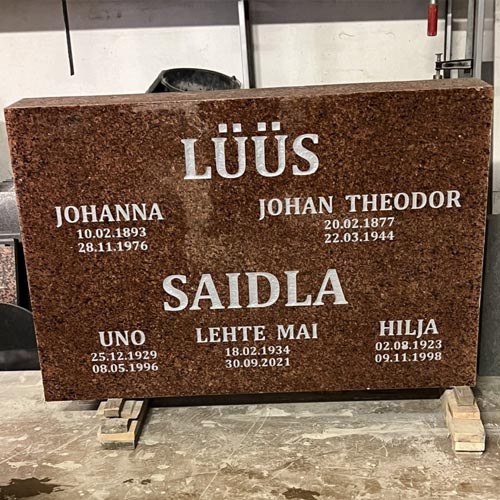 LÜÜS
JOHANNA
10.02.1893
28.11.1976
JOHAN THEODOR
20.02.1877
22.03.1944
SAIDLA
UNO
25.12.1929
08.05.1996
LEHTE MAI
18.02.1934
30.09.2021
HILJA
02.08.1923
09.11.1998